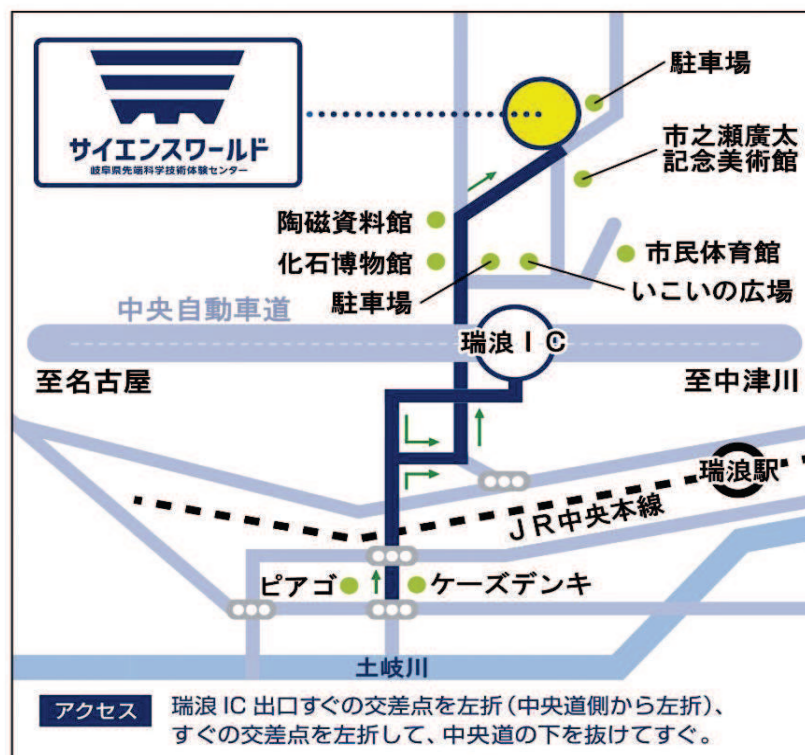 サイエンスワールド
岐阜県先端科学技術体験センター
駐車場
市之瀬廣太
記念美術館
陶磁資料館
化石博物館
市民体育館
駐車場
いこいの広場
中央自動車道
瑞浪IC
至名古屋
至中津川
瑞浪駅
JR中央本線
ピアゴ
ケーズデンキ
土岐川
アクセス
瑞浪IC出口すぐの交差点を左折(中央道側から左折)、
すぐの交差点を左折して、中央道の下を抜けてすぐ。